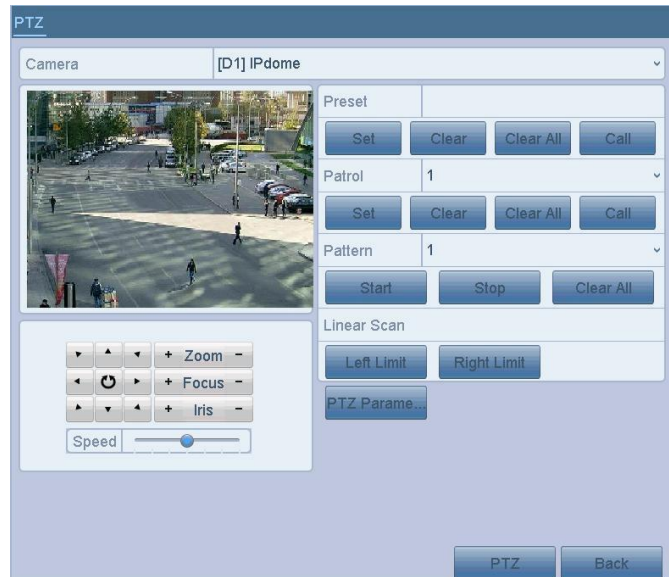 PTZ
Camera [D1] IPdome
Preset
Set Clear Clear All Call
Patrol 1
Set Clear Clear All Call
Pattern 1
Start Stop Clear All
Linear Scan
Left Limit Right Limit
PTZ Parame...
+ Zoom -
+ Focus -
+ Iris -
Speed
PTZ Back